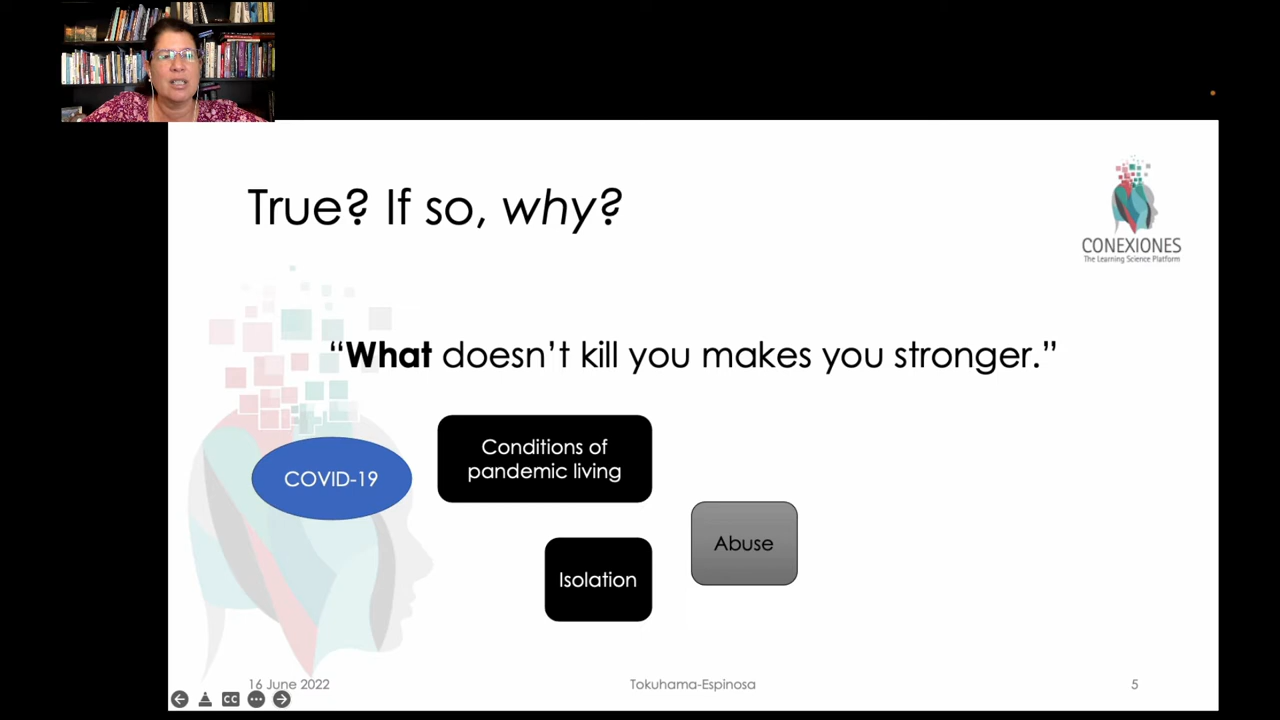 True? If so, why?
CONEXIONES
The Learning Science Platform
“What doesn’t kill you makes you stronger.”
Conditions of
pandemic living
COVID-19
Abuse
Isolation
16 June 2022
Tokuhama-Espinosa
5
CC